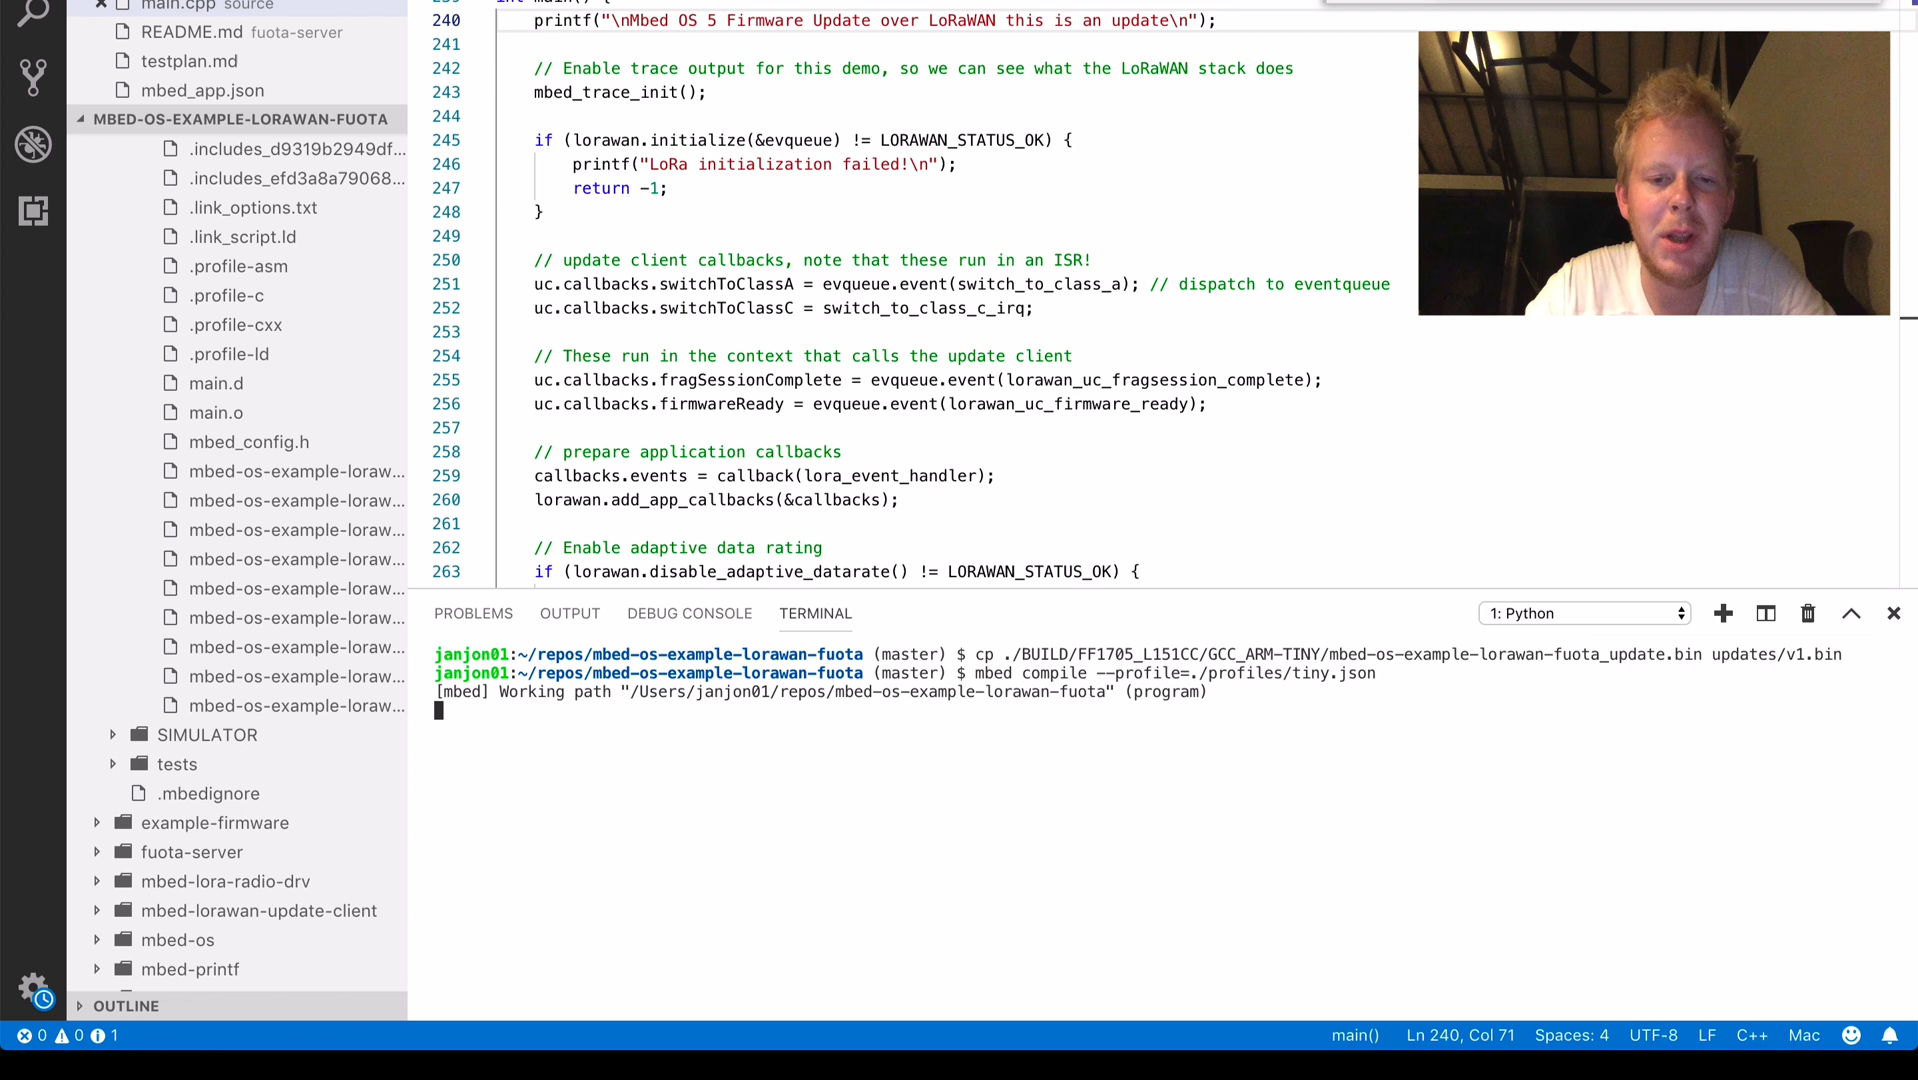 main.cpp source
README.md fuota-server
testplan.md
mbed_app.json
MBED-OS-EXAMPLE-LORAWAN-FUOTA
.includes_d9319b2949df...
.includes_efd3a8a79068...
.link_options.txt
.link_script.ld
.profile-asm
.profile-c
.profile-cxx
.profile-ld
main.d
main.o
mbed_config.h
mbed-os-example-loraw...
mbed-os-example-loraw...
mbed-os-example-loraw...
mbed-os-example-loraw...
mbed-os-example-loraw...
mbed-os-example-loraw...
mbed-os-example-loraw...
mbed-os-example-loraw...
mbed-os-example-loraw...
SIMULATOR
tests
.mbedignore
example-firmware
fuota-server
mbed-lora-radio-drv
mbed-lorawan-update-client
mbed-os
mbed-printf
OUTLINE
240 printf("\nMbed OS 5 Firmware Update over LoRaWAN this is an update\n");
241
242 // Enable trace output for this demo, so we can see what the LoRaWAN stack does
243 mbed_trace_init();
244
245 if (lorawan.initialize(&evqueue) != LORAWAN_STATUS_OK) {
246 printf("LoRa initialization failed!\n");
247 return -1;
248 }
249
250 // update client callbacks, note that these run in an ISR!
251 uc.callbacks.switchToClassA = evqueue.event(switch_to_class_a); // dispatch to eventqueue
252 uc.callbacks.switchToClassC = switch_to_class_c_irq;
253
254 // These run in the context that calls the update client
255 uc.callbacks.fragSessionComplete = evqueue.event(lorawan_uc_fragsession_complete);
256 uc.callbacks.firmwareReady = evqueue.event(lorawan_uc_firmware_ready);
257
258 // prepare application callbacks
259 callbacks.events = callback(lora_event_handler);
260 lorawan.add_app_callbacks(&callbacks);
261
262 // Enable adaptive data rating
263 if (lorawan.disable_adaptive_datarate() != LORAWAN_STATUS_OK) {
PROBLEMS OUTPUT DEBUG CONSOLE TERMINAL 1: Python
janjon01:~/repos/mbed-os-example-lorawan-fuota (master) $ cp ./BUILD/FF1705_L151CC/GCC_ARM-TINY/mbed-os-example-lorawan-fuota_update.bin updates/v1.bin
janjon01:~/repos/mbed-os-example-lorawan-fuota (master) $ mbed compile --profile=./profiles/tiny.json
[mbed] Working path "/Users/janjon01/repos/mbed-os-example-lorawan-fuota" (program)
0 0 1 main() Ln 240, Col 71 Spaces: 4 UTF-8 LF C++ Mac